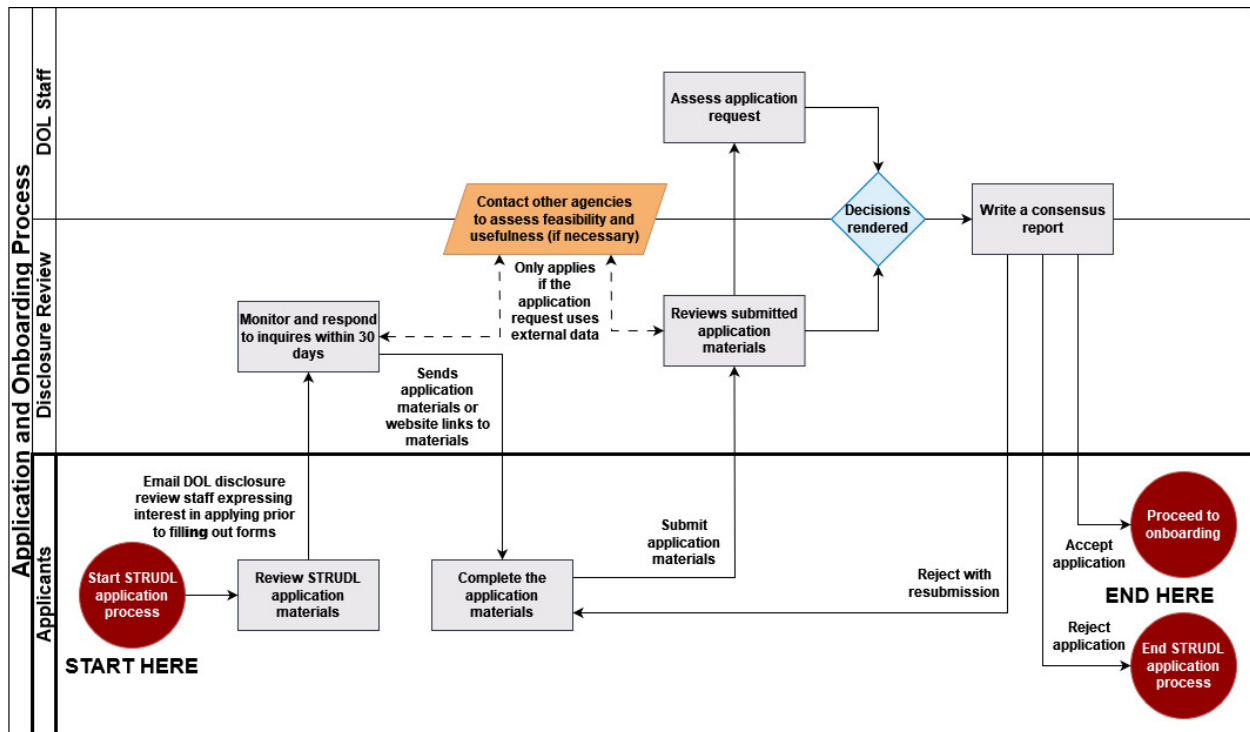 Application and Onboarding Process
DOL Staff
Disclosure Review
Applicants
Assess application
request
Contact other agencies
to assess feasibility and
usefulness (if necessary)
Decisions
rendered
Write a consensus
report
Only applies
if the
application
request uses
external data
Monitor and respond
to inquires within 30
days
Reviews submitted
application
materials
Sends
application
materials or
website links to
materials
Email DOL disclosure
review staff expressing
interest in applying prior
to filling out forms
Submit
application
materials
Start STRUDL
application
process
START HERE
Review STRUDL
application
materials
Complete the
application
materials
Reject with
resubmission
Accept
application
Proceed to
onboarding
END HERE
Reject
application
End STRUDL
application
process